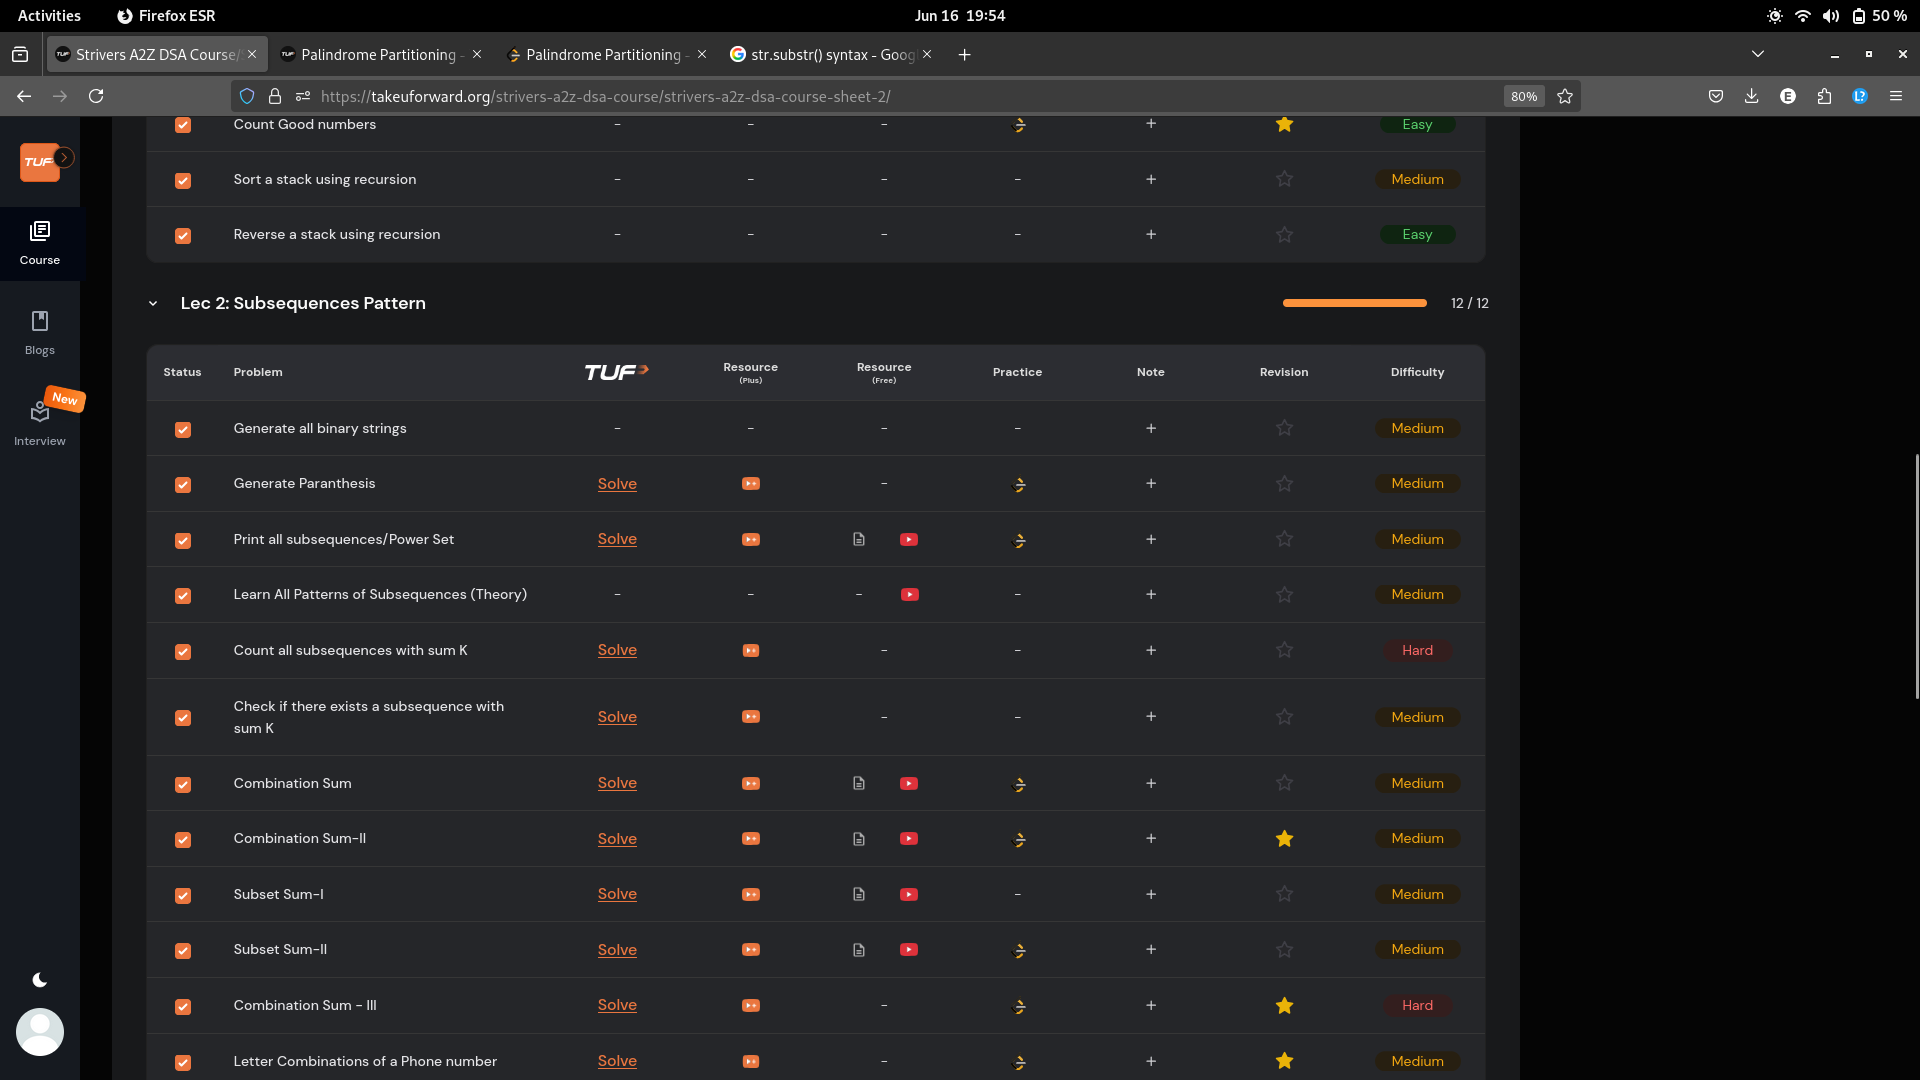 Activities Firefox ESR Jun 16 19:54 50 %
Strivers A2Z DSA Course/ Palindrome Partitioning - Palindrome Partitioning - str.substr() syntax - Goog
https://takeuforward.org/strivers-a2z-dsa-course/strivers-a2z-dsa-course-sheet-2/ 80% E L?
Count Good numbers - - - + Easy
TUF
Sort a stack using recursion - - - - + Medium
Reverse a stack using recursion - - - - + Easy
Course
Lec 2: Subsequences Pattern 12 / 12
Blogs
Status Problem TUF Resource (Plus) Resource (Free) Practice Note Revision Difficulty
New
Interview
Generate all binary strings - - - - + Medium
Generate Paranthesis Solve - + Medium
Print all subsequences/Power Set Solve + Medium
Learn All Patterns of Subsequences (Theory) - - - - + Medium
Count all subsequences with sum K Solve - - + Hard
Check if there exists a subsequence with
sum K Solve - - + Medium
Combination Sum Solve + Medium
Combination Sum-II Solve + Medium
Subset Sum-I Solve - + Medium
Subset Sum-II Solve + Medium
Combination Sum - III Solve - + Hard
Letter Combinations of a Phone number Solve - + Medium